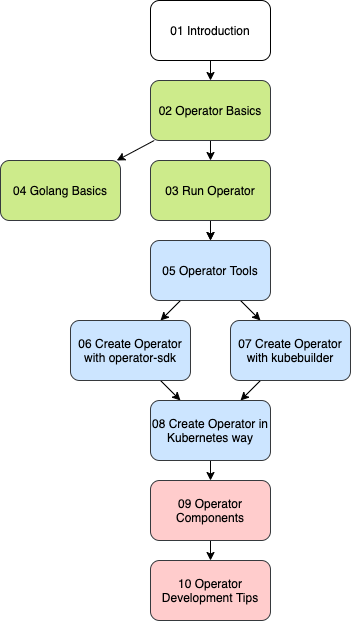 01 Introduction
02 Operator Basics
04 Golang Basics
03 Run Operator
05 Operator Tools
06 Create Operator
with operator-sdk
07 Create Operator
with kubebuilder
08 Create Operator in
Kubernetes way
09 Operator
Components
10 Operator
Development Tips